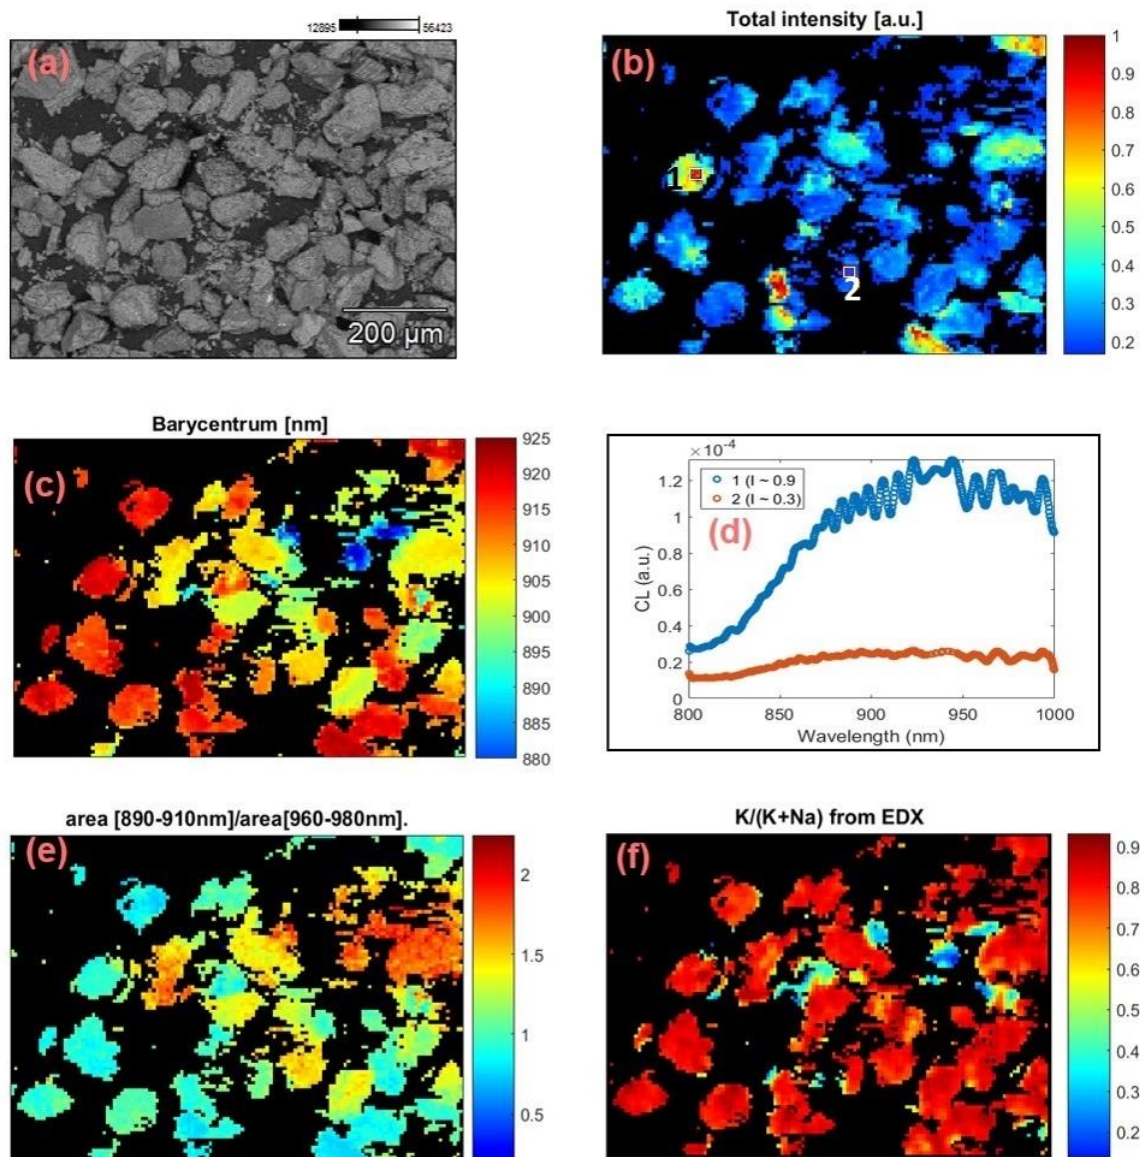 12895 56423
(a)
200 µm
Total intensity [a.u.]
(b)
1
2
1
0.9
0.8
0.7
0.6
0.5
0.4
0.3
0.2
Barycentrum [nm]
(c)
925
920
915
910
905
900
895
890
885
880
× 10⁻⁴
1 (I ~ 0.9)
2 (I ~ 0.3)
(d)
CL (a.u.)
1.2
1
0.8
0.6
0.4
0.2
0
800 850 900 950 1000
Wavelength (nm)
area [890-910nm]/area[960-980nm].
(e)
2
1.5
1
0.5
K/(K+Na) from EDX
(f)
0.9
0.8
0.7
0.6
0.5
0.4
0.3
0.2